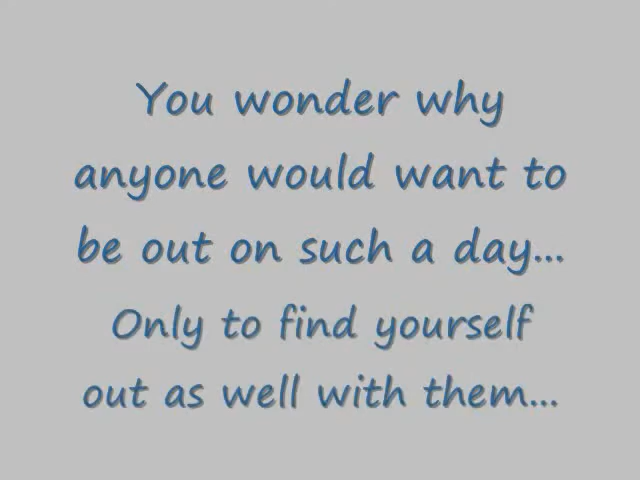 You wonder why
anyone would want to
be out on such a day...
Only to find yourself
out as well with them...